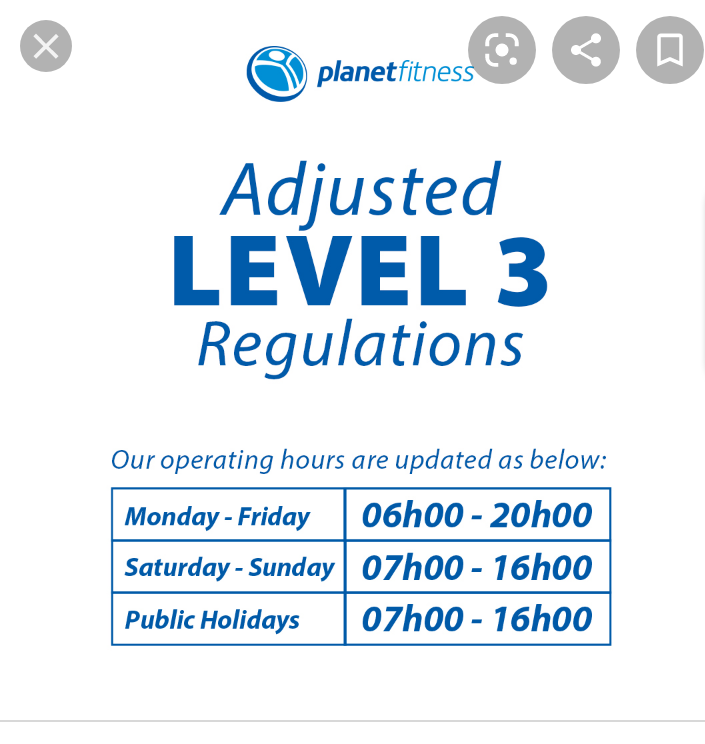 planetfitness
Adjusted
LEVEL 3
Regulations
Our operating hours are updated as below:
Monday - Friday 06h00 - 20h00
Saturday - Sunday 07h00 - 16h00
Public Holidays 07h00 - 16h00